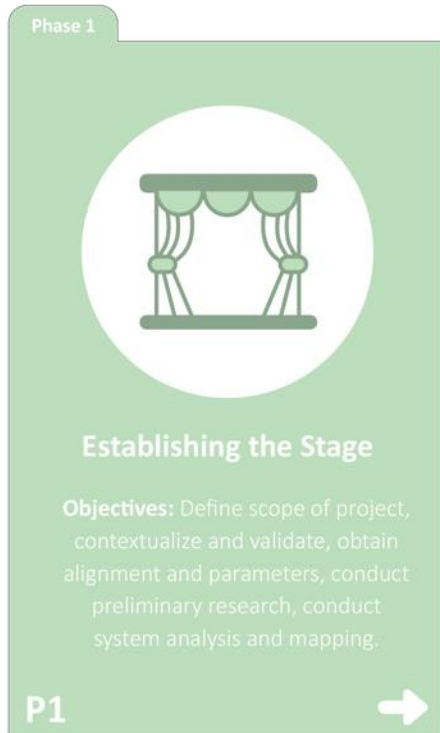 Phase 1
Establishing the Stage
Objectives: Define scope of project,
contextualize and validate, obtain
alignment and parameters, conduct
preliminary research, conduct
system analysis and mapping.
P1